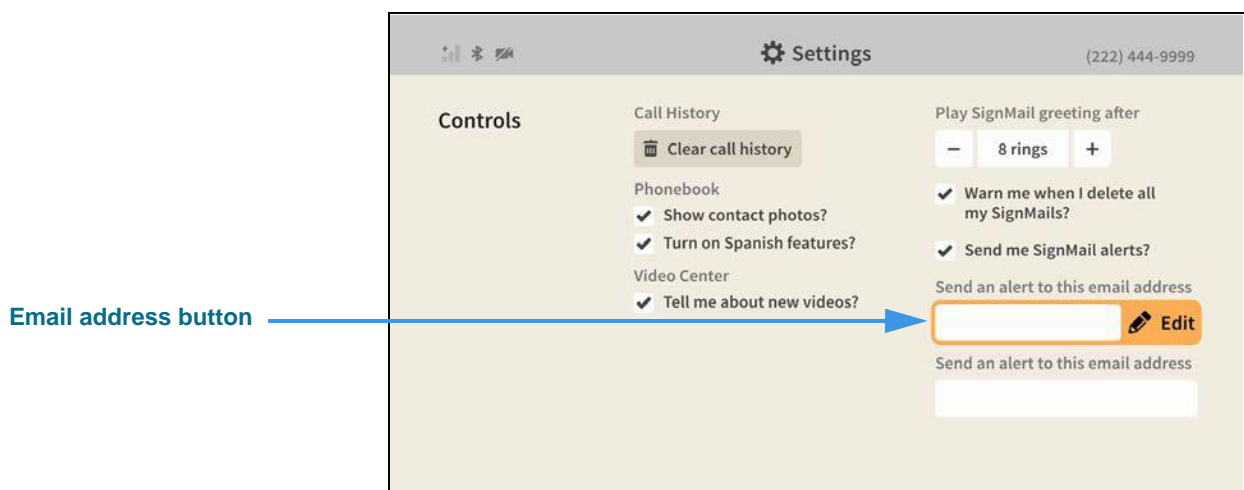 Settings
(222) 444-9999
Controls
Call History
Clear call history
Phonebook
Show contact photos?
Turn on Spanish features?
Video Center
Tell me about new videos?
Play SignMail greeting after
− 8 rings +
Warn me when I delete all
my SignMails?
Send me SignMail alerts?
Send an alert to this email address
Edit
Send an alert to this email address
Email address button